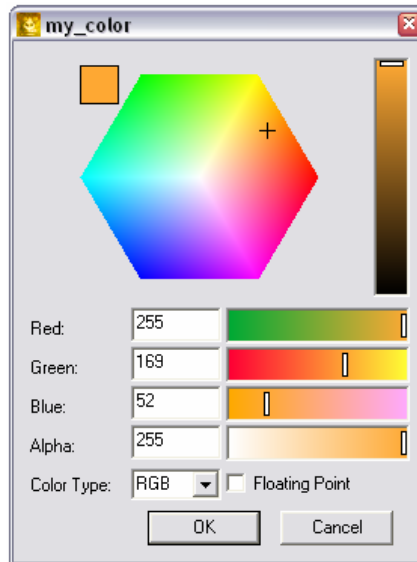 my_color
Red: 255
Green: 169
Blue: 52
Alpha: 255
Color Type: RGB Floating Point
OK Cancel